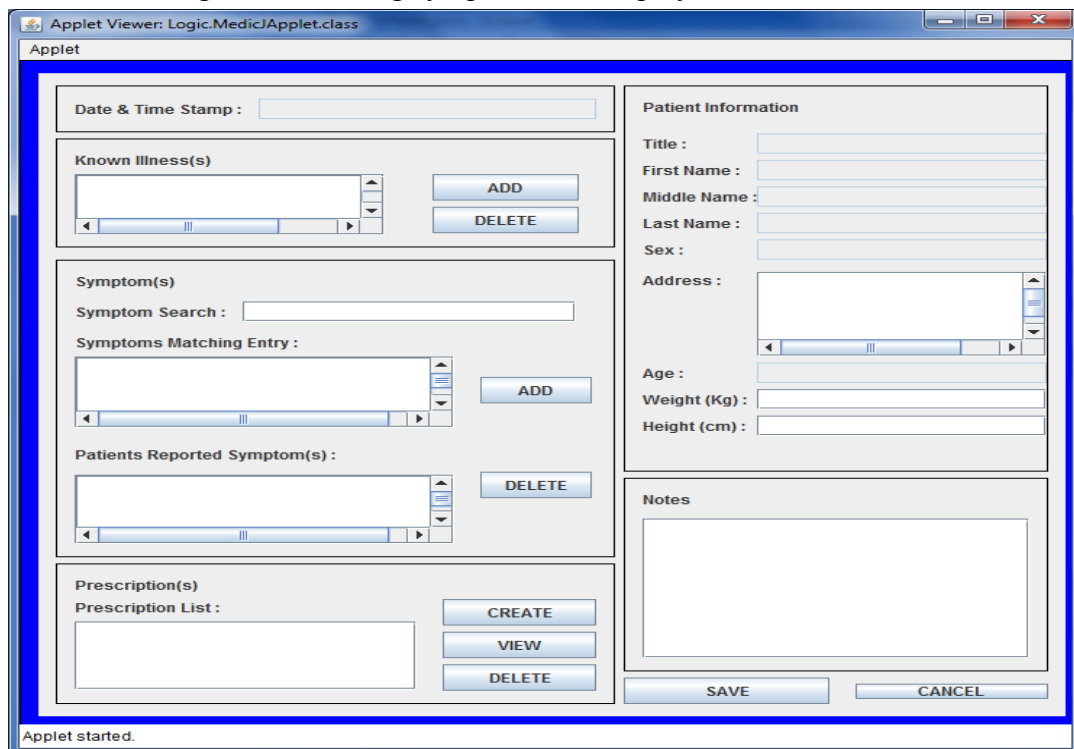 Applet Viewer: Logic.MedicJApplet.class
Applet
Date & Time Stamp :
Known Illness(s)
ADD
DELETE
Symptom(s)
Symptom Search :
Symptoms Matching Entry :
ADD
Patients Reported Symptom(s) :
DELETE
Prescription(s)
Prescription List :
CREATE
VIEW
DELETE
Patient Information
Title :
First Name :
Middle Name :
Last Name :
Sex :
Address :
Age :
Weight (Kg) :
Height (cm) :
Notes
SAVE
CANCEL
Applet started.